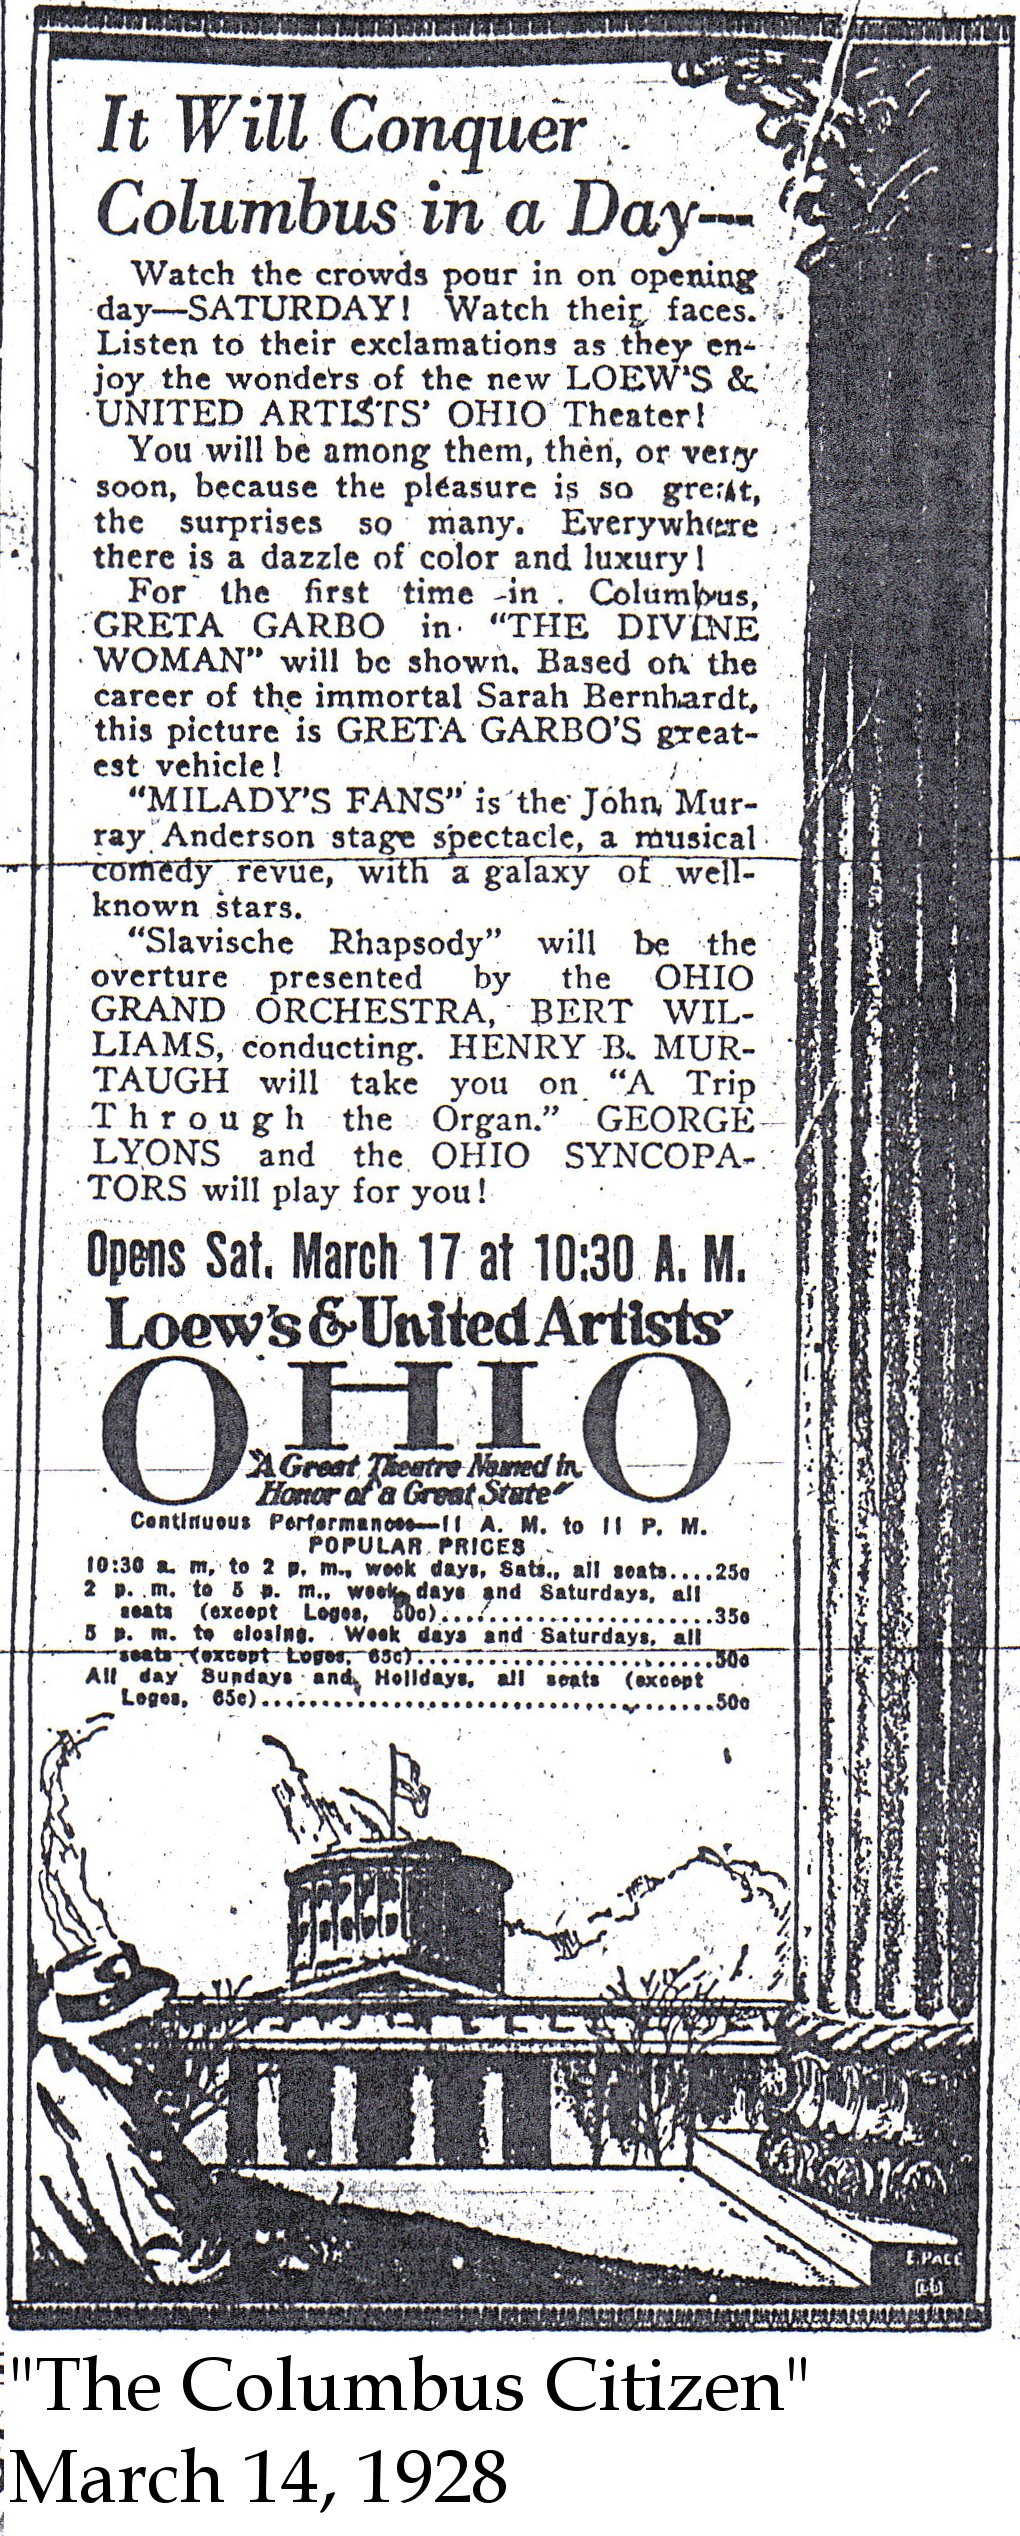 It Will Conquer
Columbus in a Day—
Watch the crowds pour in on opening
day—SATURDAY! Watch their faces.
Listen to their exclamations as they en-
joy the wonders of the new LOEW'S &
UNITED ARTISTS' OHIO Theater!
You will be among them, then, or very
soon, because the pleasure is so great,
the surprises so many. Everywhere
there is a dazzle of color and luxury!
For the first time in Columbus,
GRETA GARBO in "THE DIVINE
WOMAN" will be shown. Based on the
career of the immortal Sarah Bernhardt,
this picture is GRETA GARBO'S great-
est vehicle!
"MILADY'S FANS" is the John Mur-
ray Anderson stage spectacle, a musical
comedy revue, with a galaxy of well-
known stars.
"Slavische Rhapsody" will be the
overture presented by the OHIO
GRAND ORCHESTRA, BERT WIL-
LIAMS, conducting. HENRY B. MUR-
TAUGH will take you on "A Trip
Through the Organ." GEORGE
LYONS and the OHIO SYNCOPA-
TORS will play for you!
Opens Sat. March 17 at 10:30 A. M.
Loew's & United Artists'
OHIO
"A Great Theatre Named in
Honor of a Great State"
Continuous Performances—11 A. M. to 11 P. M.
POPULAR PRICES
10:30 a. m. to 2 p. m., week days, Sats., all seats....25c
2 p. m. to 5 p. m., week days and Saturdays, all
seats (except Loges, 50c)........................35c
5 p. m. to closing. Week days and Saturdays, all
seats (except Loges, 65c)........................50c
All day Sundays and Holidays, all seats (except
Loges, 65c)........................................50c
"The Columbus Citizen"
March 14, 1928